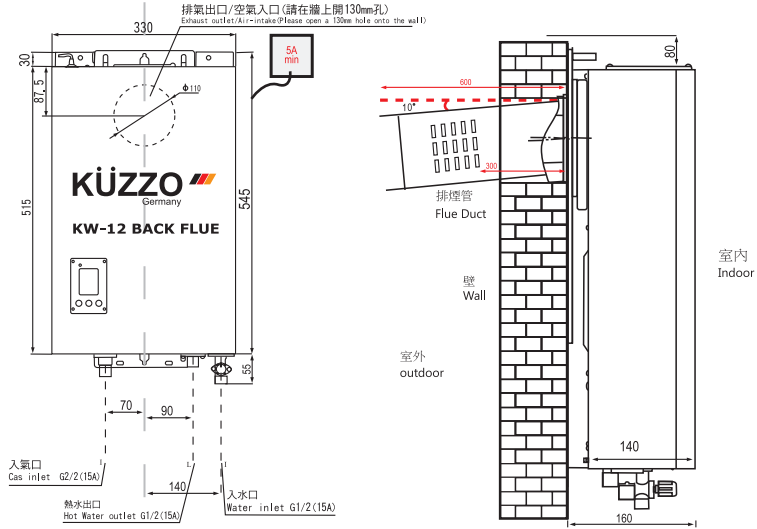 排氣出口/空氣入口(請在牆上開130mm孔)
Exhaust outlet/Air-intake(Please open a 130mm hole onto the wall)
330
30
5A
min
80
600
87.5
ϕ110
10°
KÜZZO
Germany
300
排煙管
Flue Duct
515
545
KW-12 BACK FLUE
室內
Indoor
壁
Wall
室外
outdoor
55
70
90
140
入氣口
Cas inlet G2/2(15A)
140
入水口
Water inlet G1/2(15A)
熱水出口
Hot Water outlet G1/2(15A)
160